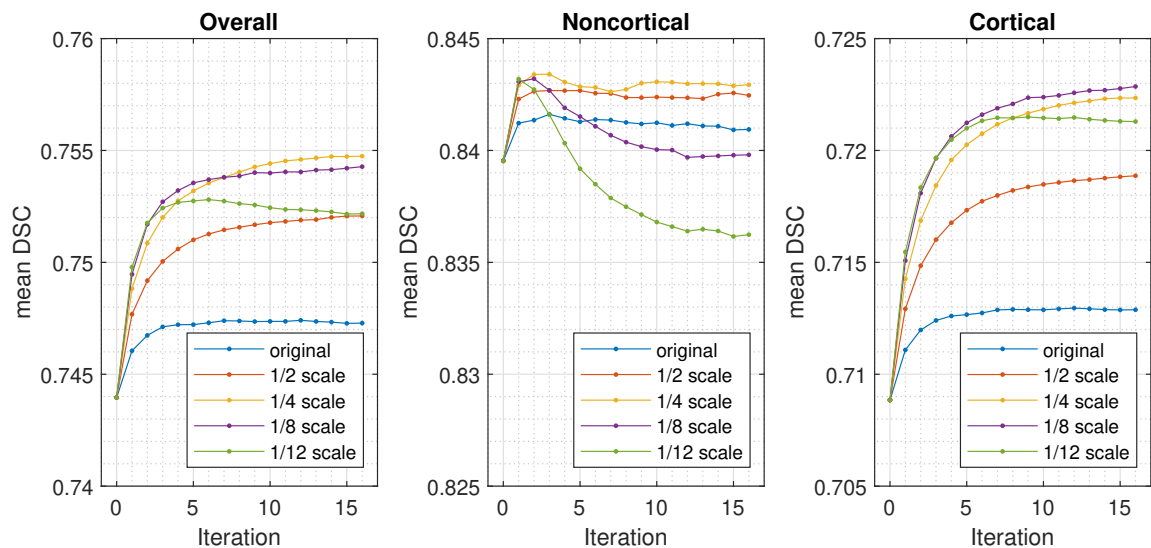 Overall
0.76
0.755
0.75
0.745
0.74
mean DSC
0
5
10
15
Iteration
original
1/2 scale
1/4 scale
1/8 scale
1/12 scale
Noncortical
0.845
0.84
0.835
0.83
0.825
mean DSC
0
5
10
15
Iteration
original
1/2 scale
1/4 scale
1/8 scale
1/12 scale
Cortical
0.725
0.72
0.715
0.71
0.705
mean DSC
0
5
10
15
Iteration
original
1/2 scale
1/4 scale
1/8 scale
1/12 scale